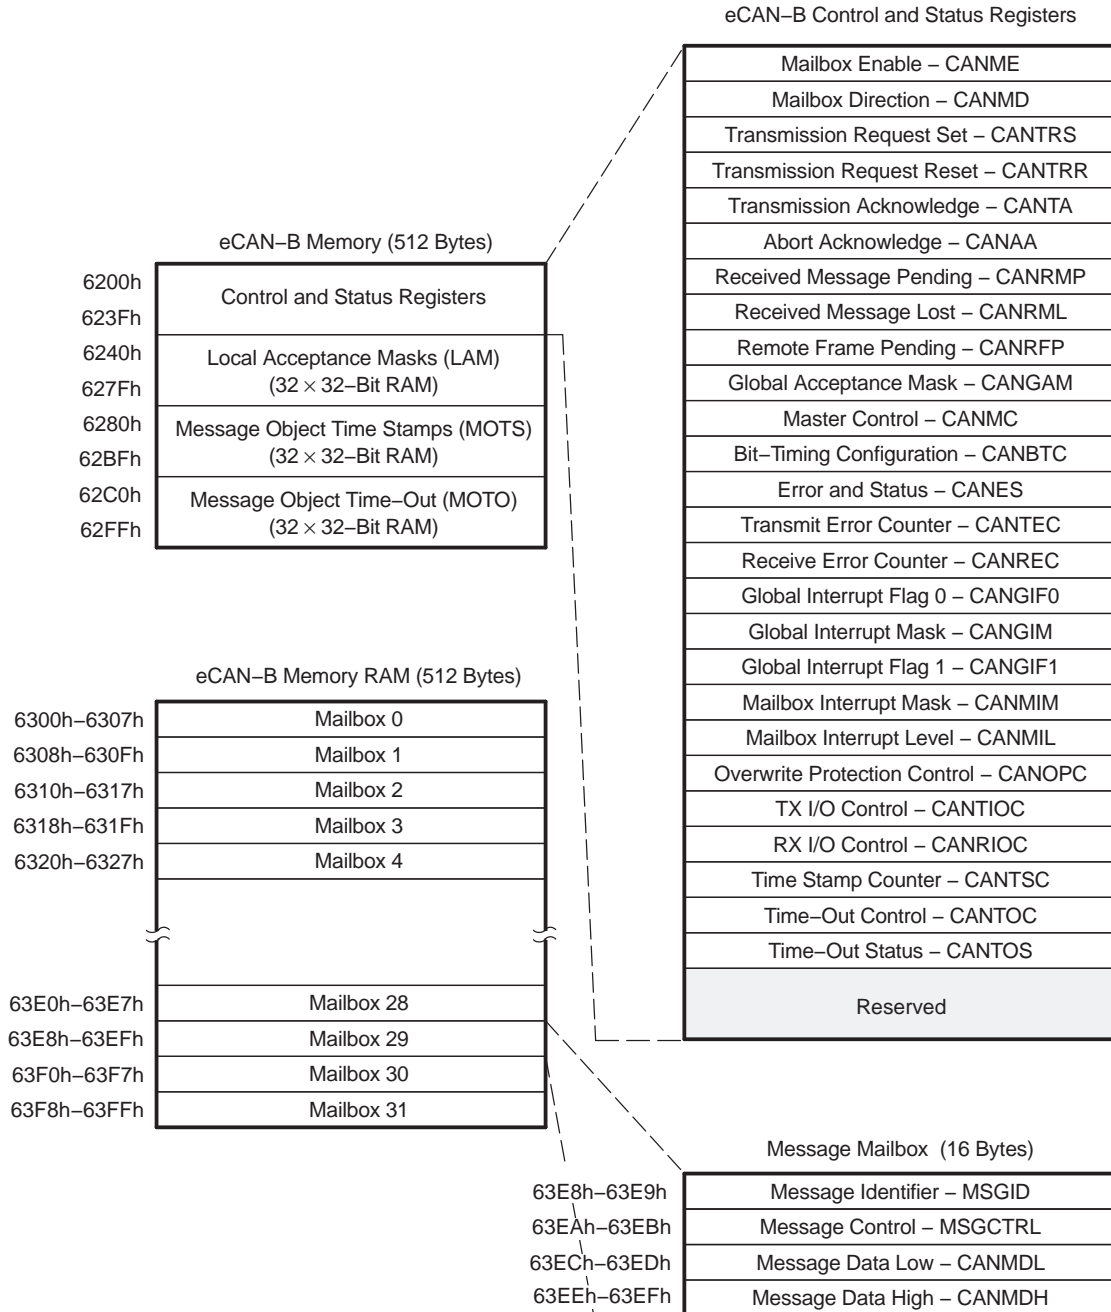 eCAN–B Control and Status Registers
Mailbox Enable – CANME
Mailbox Direction – CANMD
Transmission Request Set – CANTRS
Transmission Request Reset – CANTRR
Transmission Acknowledge – CANTA
Abort Acknowledge – CANAA
Received Message Pending – CANRMP
Received Message Lost – CANRML
Remote Frame Pending – CANRFP
Global Acceptance Mask – CANGAM
Master Control – CANMC
Bit–Timing Configuration – CANBTC
Error and Status – CANES
Transmit Error Counter – CANTEC
Receive Error Counter – CANREC
Global Interrupt Flag 0 – CANGIF0
Global Interrupt Mask – CANGIM
Global Interrupt Flag 1 – CANGIF1
Mailbox Interrupt Mask – CANMIM
Mailbox Interrupt Level – CANMIL
Overwrite Protection Control – CANOPC
TX I/O Control – CANTIOC
RX I/O Control – CANRIOC
Time Stamp Counter – CANTSC
Time–Out Control – CANTOC
Time–Out Status – CANTOS
Reserved
eCAN–B Memory (512 Bytes)
6200h
Control and Status Registers
623Fh
6240h
Local Acceptance Masks (LAM)
(32 × 32–Bit RAM)
627Fh
6280h
Message Object Time Stamps (MOTS)
(32 × 32–Bit RAM)
62BFh
62C0h
Message Object Time–Out (MOTO)
(32 × 32–Bit RAM)
62FFh
eCAN–B Memory RAM (512 Bytes)
6300h–6307h Mailbox 0
6308h–630Fh Mailbox 1
6310h–6317h Mailbox 2
6318h–631Fh Mailbox 3
6320h–6327h Mailbox 4
63E0h–63E7h Mailbox 28
63E8h–63EFh Mailbox 29
63F0h–63F7h Mailbox 30
63F8h–63FFh Mailbox 31
Message Mailbox (16 Bytes)
63E8h–63E9h Message Identifier – MSGID
63EAh–63EBh Message Control – MSGCTRL
63ECh–63EDh Message Data Low – CANMDL
63EEh–63EFh Message Data High – CANMDH